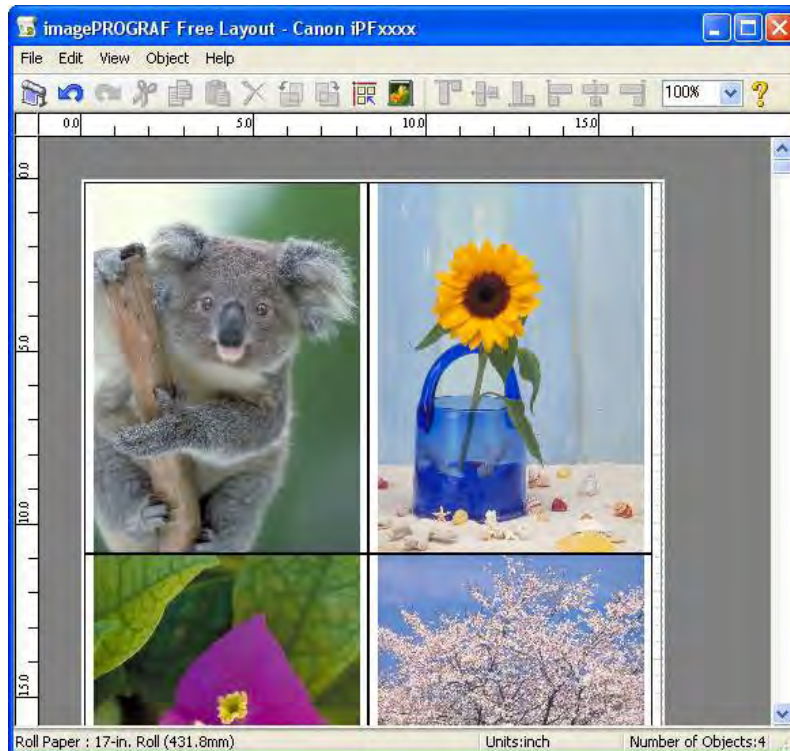 imagePROGRAF Free Layout - Canon iPFxxxx
File Edit View Object Help
100%
0.0 5.0 10.0 15.0
0.0
5.0
10.0
15.0
Roll Paper : 17-in. Roll (431.8mm) Units:inch Number of Objects:4